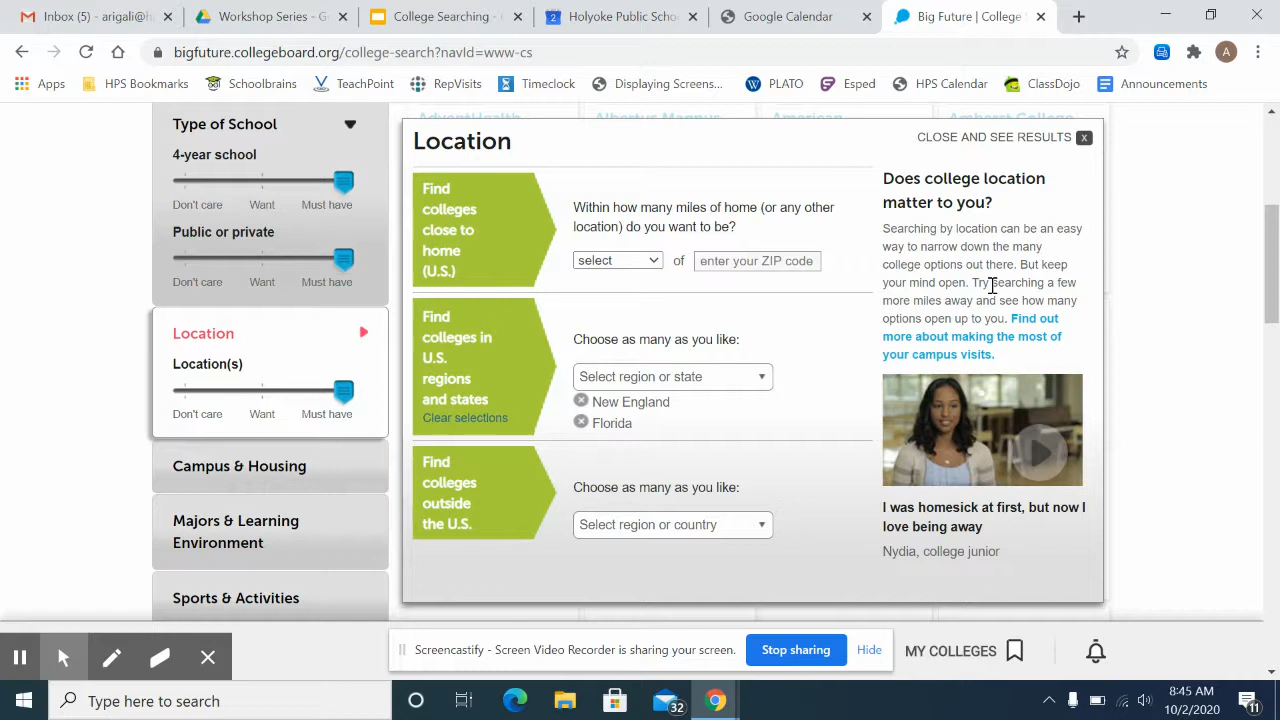 Inbox (5) - arigali@h
Workshop Series - G
College Searching -
Holyoke Public School
Google Calendar
Big Future | College
bigfuture.collegeboard.org/college-search?navId=www-cs
A
Apps
HPS Bookmarks
Schoolbrains
TeachPoint
RepVisits
Timeclock
Displaying Screens...
PLATO
Esped
HPS Calendar
ClassDojo
Announcements
AdventHealth
Albertus Magnus
American
Amherst College
Type of School
4-year school
Don't care
Want
Must have
Public or private
Don't care
Want
Must have
Location
Location(s)
Don't care
Want
Must have
Campus & Housing
Majors & Learning
Environment
Sports & Activities
Location
CLOSE AND SEE RESULTS x
Find
colleges
close to
home
(U.S.)
Within how many miles of home (or any other
location) do you want to be?
select of enter your ZIP code
Find
colleges in
U.S.
regions
and states
Clear selections
Choose as many as you like:
Select region or state
New England
Florida
Find
colleges
outside
the U.S.
Choose as many as you like:
Select region or country
Does college location
matter to you?
Searching by location can be an easy
way to narrow down the many
college options out there. But keep
your mind open. Try searching a few
more miles away and see how many
options open up to you. Find out
more about making the most of
your campus visits.
I was homesick at first, but now I
love being away
Nydia, college junior
Screencastify - Screen Video Recorder is sharing your screen.
Stop sharing
Hide
MY COLLEGES
Type here to search
32
8:45 AM
10/2/2020
11